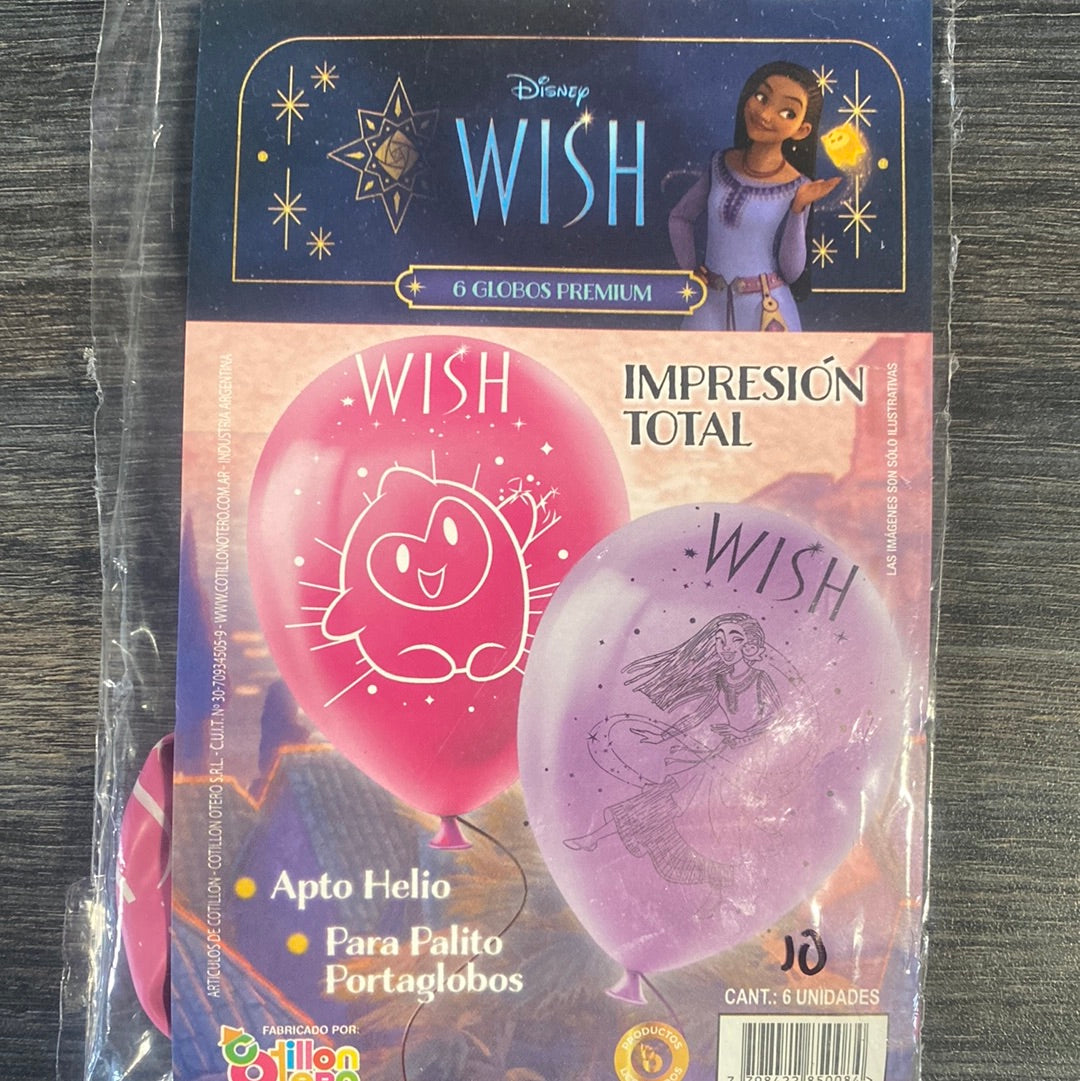 Disney
WISH
6 GLOBOS PREMIUM
WISH
IMPRESIÓN
TOTAL
WISH
LAS IMÁGENES SON SÓLO ILUSTRATIVAS
ARTICULOS DE COTILLON - COTILLON OTERO S.R.L. - C.U.I.T. Nº 30-70934505-9 - WWW.COTILLONOTERO.COM.AR - INDUSTRIA ARGENTINA
Apto Helio
Para Palito
Portaglobos
10
CANT.: 6 UNIDADES
FABRICADO POR:
Cotillon
OTERO
PRODUCTOS